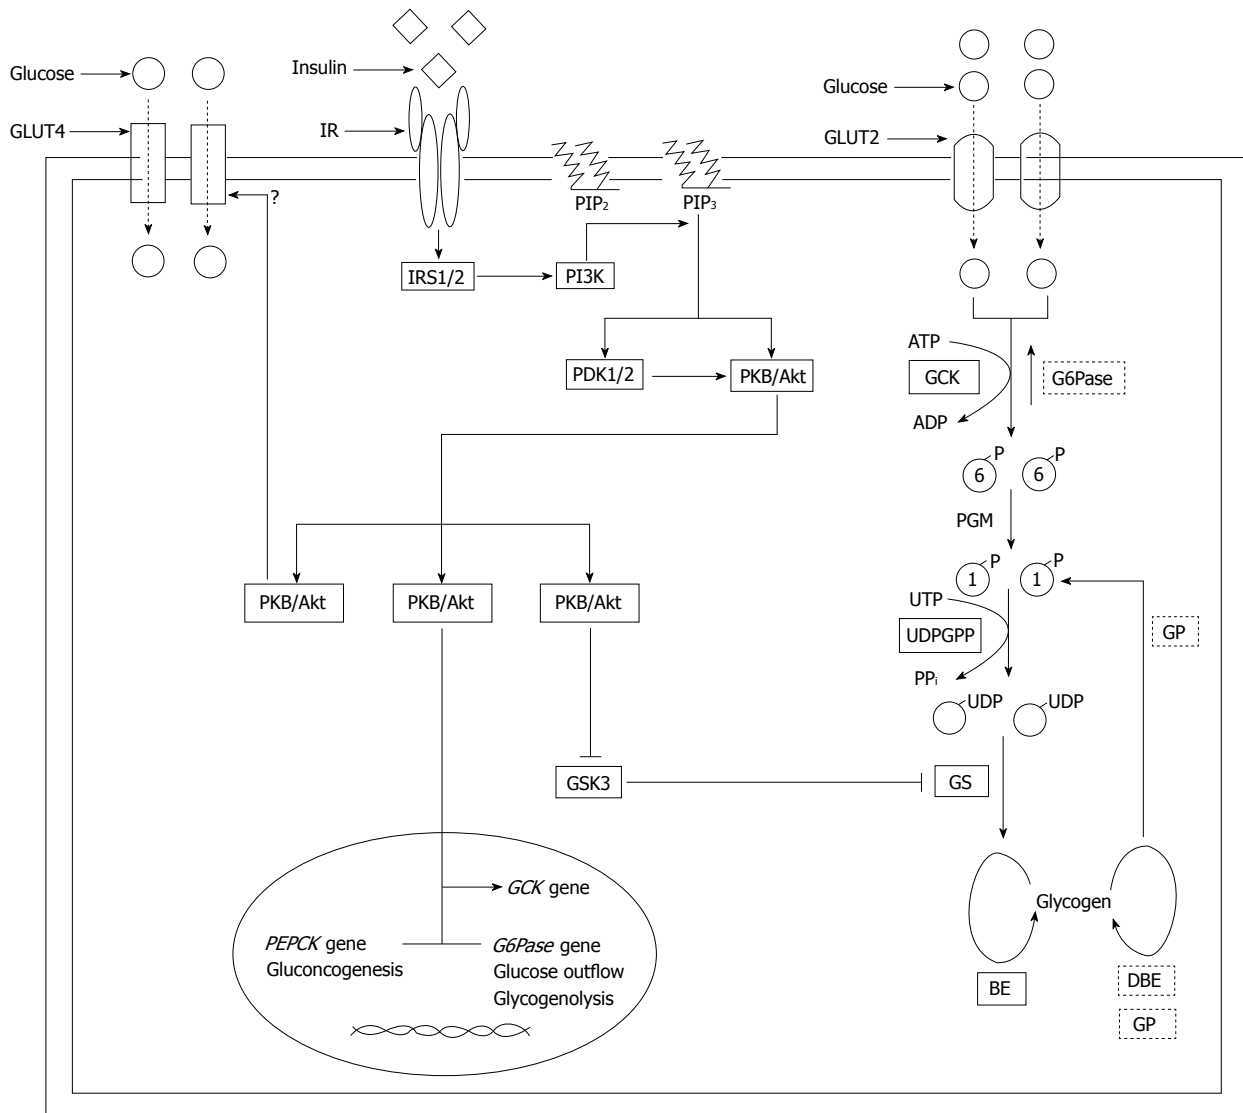 Glucose
GLUT4
?
Insulin
IR
PIP₂
PIP₃
IRS1/2
PI3K
PDK1/2
PKB/Akt
PKB/Akt
PKB/Akt
PKB/Akt
GSK3
GCK gene
PEPCK gene
Gluconcogenesis
G6Pase gene
Glucose outflow
Glycogenolysis
Glucose
GLUT2
ATP
GCK
G6Pase
ADP
6
P
6
P
PGM
1
P
1
P
UTP
UDPGPP
GP
PPᵢ
UDP
UDP
GS
Glycogen
BE
DBE
GP